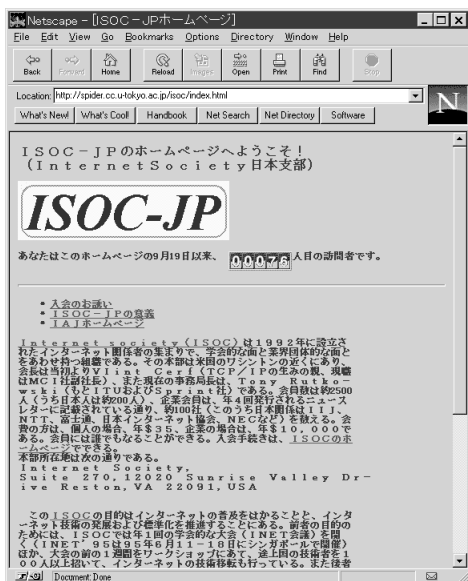 Netscape - [ISOC-JPホームページ]
File Edit View Go Bookmarks Options Directory Window Help
Back Forward Home Reload Images Open Print Find Stop
Location: http://spider.cc.u-tokyo.ac.jp/isoc/index.html
What's New! What's Cool! Handbook Net Search Net Directory Software
N
ISOC-JPのホームページへようこそ!
(InternetSociety日本支部)
ISOC-JP
あなたはこのホームページの9月19日以来、 00076 人目の訪問者です。
入会のお誘い
ISOC-JPの意義
IAJホームページ
Internet society(ISOC)は1992年に設立さ
れたインターネット関係者の集まりで、学会的な面と業界団体的な面と
をあわせ持つ組織である。その本部は米国のワシントンの近くにあり、
会長は当初よりVlint Cerf(TCP/IPの生みの親、現職
はMCI社副社長)、また現在の事務局長は、Tony Rutko-
wski(もとITUおよびSprint社)である。会員数は約2500
人(うち日本人は約200人)、企業会員は、年4回発行されるニュース
レターに記載されている通り、約100社(このうち日本関係はIIJ、
NTT、富士通、日本インターネット協会、NECなど)を数える。会
費の方は、個人の場合、年$35、企業の場合は、年$10,000で
ある。会員には誰でもなることができる。入会手続きは、ISOCのホ
ームページでできる。
本部所在地は次の通りである。
Internet Society,
Suite 270,12020 Sunrise Valley Dr-
ive Reston,VA 22091,USA
このISOCの目的はインターネットの普及をはかることと、インタ
ーネット技術の発展および標準化を推進することにある。前者の目的の
ためには、ISOCでは年1回の学会的な大会(INET会議)を開
く(INET'95は95年6月11-18日にシンガポールで開催)
ほか、大会の前の1週間をワークショップにあて、途上国の技術者を1
00人以上招いて、インターネットの技術移転も行っている。また後者
Document: Done